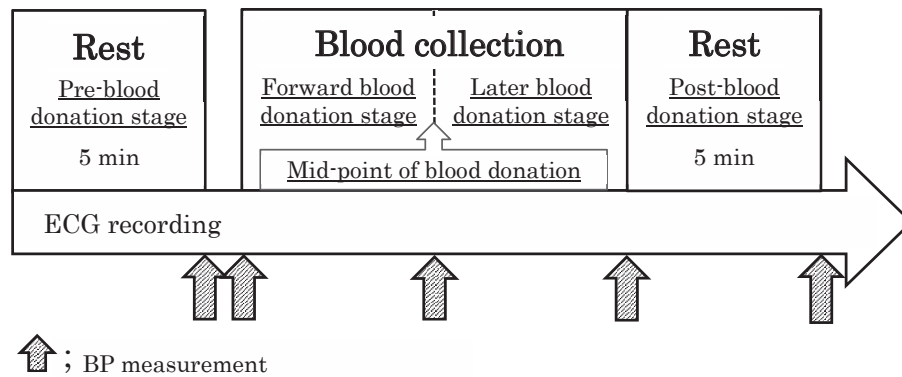 Rest
Pre-blood
donation stage
5 min
Blood collection
Forward blood
donation stage
Later blood
donation stage
Mid-point of blood donation
Rest
Post-blood
donation stage
5 min
ECG recording
; BP measurement